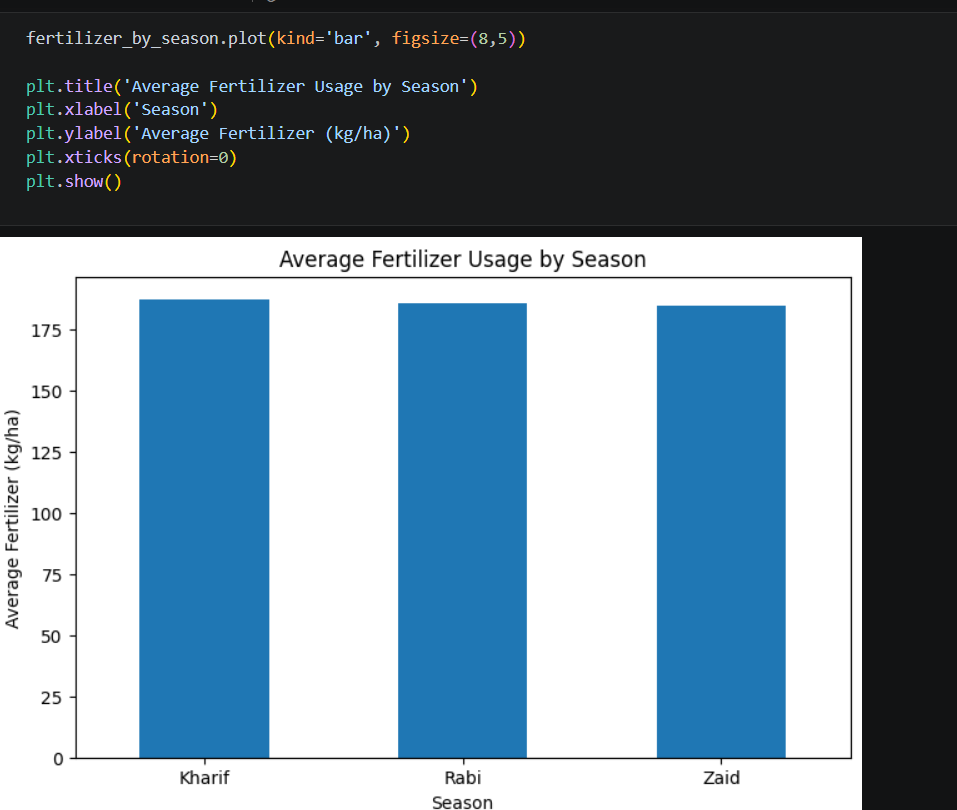 fertilizer_by_season.plot(kind='bar', figsize=(8,5))
plt.title('Average Fertilizer Usage by Season')
plt.xlabel('Season')
plt.ylabel('Average Fertilizer (kg/ha)')
plt.xticks(rotation=0)
plt.show()
Average Fertilizer Usage by Season
Average Fertilizer (kg/ha)
175
150
125
100
75
50
25
0
Kharif Rabi Zaid
Season